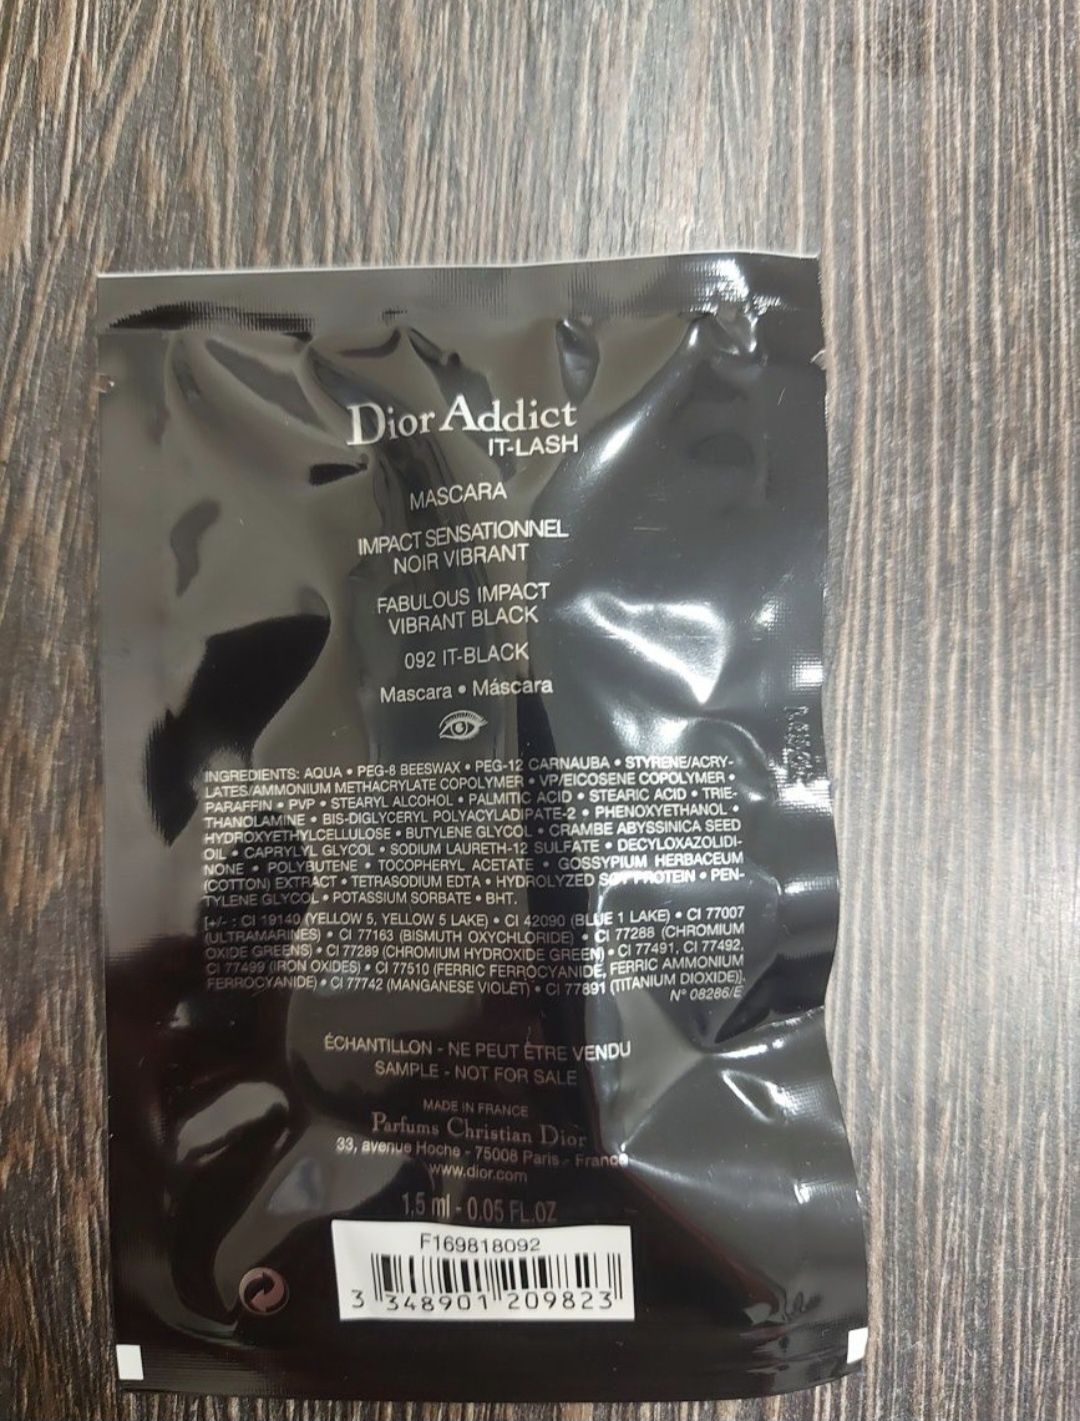 Dior Addict
IT-LASH
MASCARA
IMPACT SENSATIONNEL
NOIR VIBRANT
FABULOUS IMPACT
VIBRANT BLACK
092 IT-BLACK
Mascara • Máscara
INGREDIENTS: AQUA • PEG-8 BEESWAX • PEG-12 CARNAUBA • STYRENE/ACRY-
LATES/AMMONIUM METHACRYLATE COPOLYMER • VP/EICOSENE COPOLYMER •
PARAFFIN • PVP • STEARYL ALCOHOL • PALMITIC ACID • STEARIC ACID • TRIE-
THANOLAMINE • BIS-DIGLYCERYL POLYACYLADIPATE-2 • PHENOXYETHANOL •
HYDROXYETHYLCELLULOSE • BUTYLENE GLYCOL • CRAMBE ABYSSINICA SEED
OIL • CAPRYLYL GLYCOL • SODIUM LAURETH-12 SULFATE • DECYLOXAZOLIDI-
NONE • POLYBUTENE • TOCOPHERYL ACETATE • GOSSYPIUM HERBACEUM
(COTTON) EXTRACT • TETRASODIUM EDTA • HYDROLYZED SOY PROTEIN • PEN-
TYLENE GLYCOL • POTASSIUM SORBATE • BHT.
[+/- : CI 19140 (YELLOW 5, YELLOW 5 LAKE) • CI 42090 (BLUE 1 LAKE) • CI 77007
(ULTRAMARINES) • CI 77163 (BISMUTH OXYCHLORIDE) • CI 77288 (CHROMIUM
OXIDE GREENS) • CI 77289 (CHROMIUM HYDROXIDE GREEN) • CI 77491, CI 77492,
CI 77499 (IRON OXIDES) • CI 77510 (FERRIC FERROCYANIDE, FERRIC AMMONIUM
FERROCYANIDE) • CI 77742 (MANGANESE VIOLET) • CI 77891 (TITANIUM DIOXIDE)].
N° 08286/E
ÉCHANTILLON - NE PEUT ÊTRE VENDU
SAMPLE - NOT FOR SALE
MADE IN FRANCE
Parfums Christian Dior
33, avenue Hoche - 75008 Paris - France
www.dior.com
1,5 ml - 0.05 FL.OZ
F169818092
3 348901 209823